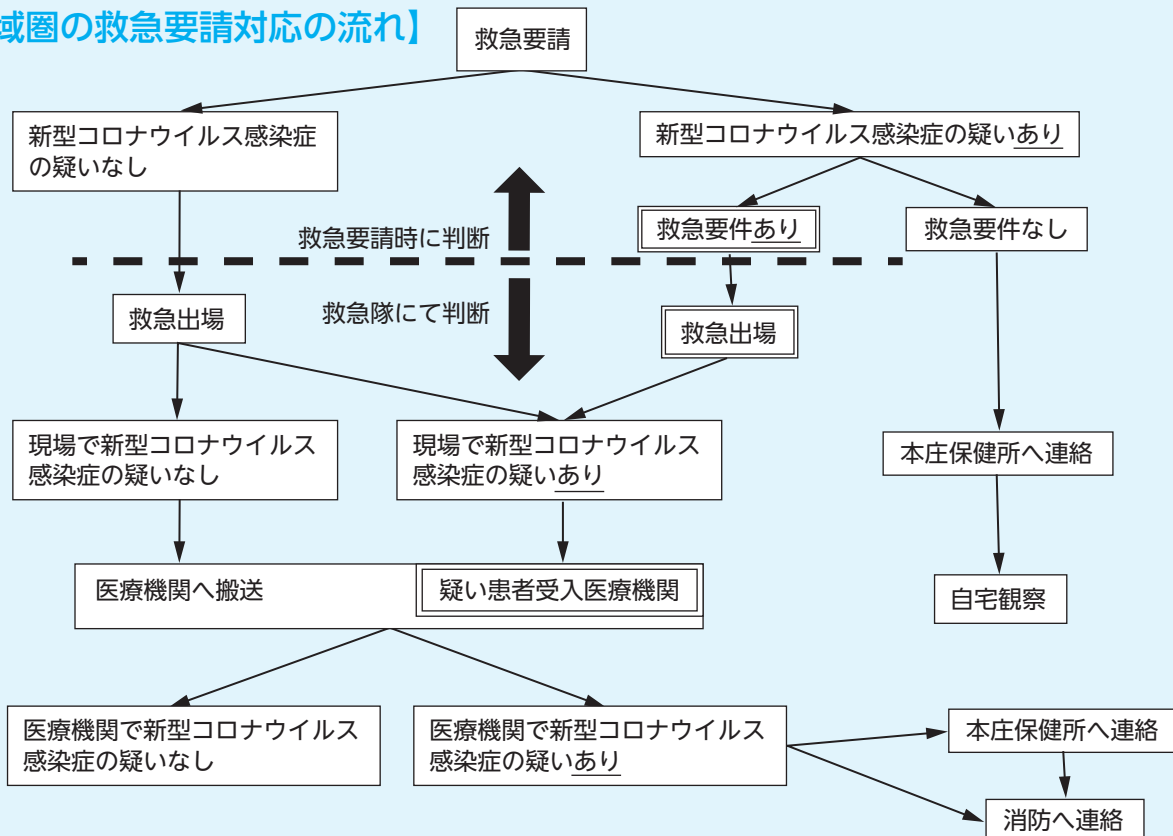 域圏の救急要請対応の流れ】
救急要請
新型コロナウイルス感染症
の疑いなし
新型コロナウイルス感染症の疑いあり
救急要件あり
救急要件なし
救急要請時に判断
救急隊にて判断
救急出場
救急出場
現場で新型コロナウイルス
感染症の疑いなし
現場で新型コロナウイルス
感染症の疑いあり
本庄保健所へ連絡
医療機関へ搬送
疑い患者受入医療機関
自宅観察
医療機関で新型コロナウイルス
感染症の疑いなし
医療機関で新型コロナウイルス
感染症の疑いあり
本庄保健所へ連絡
消防へ連絡